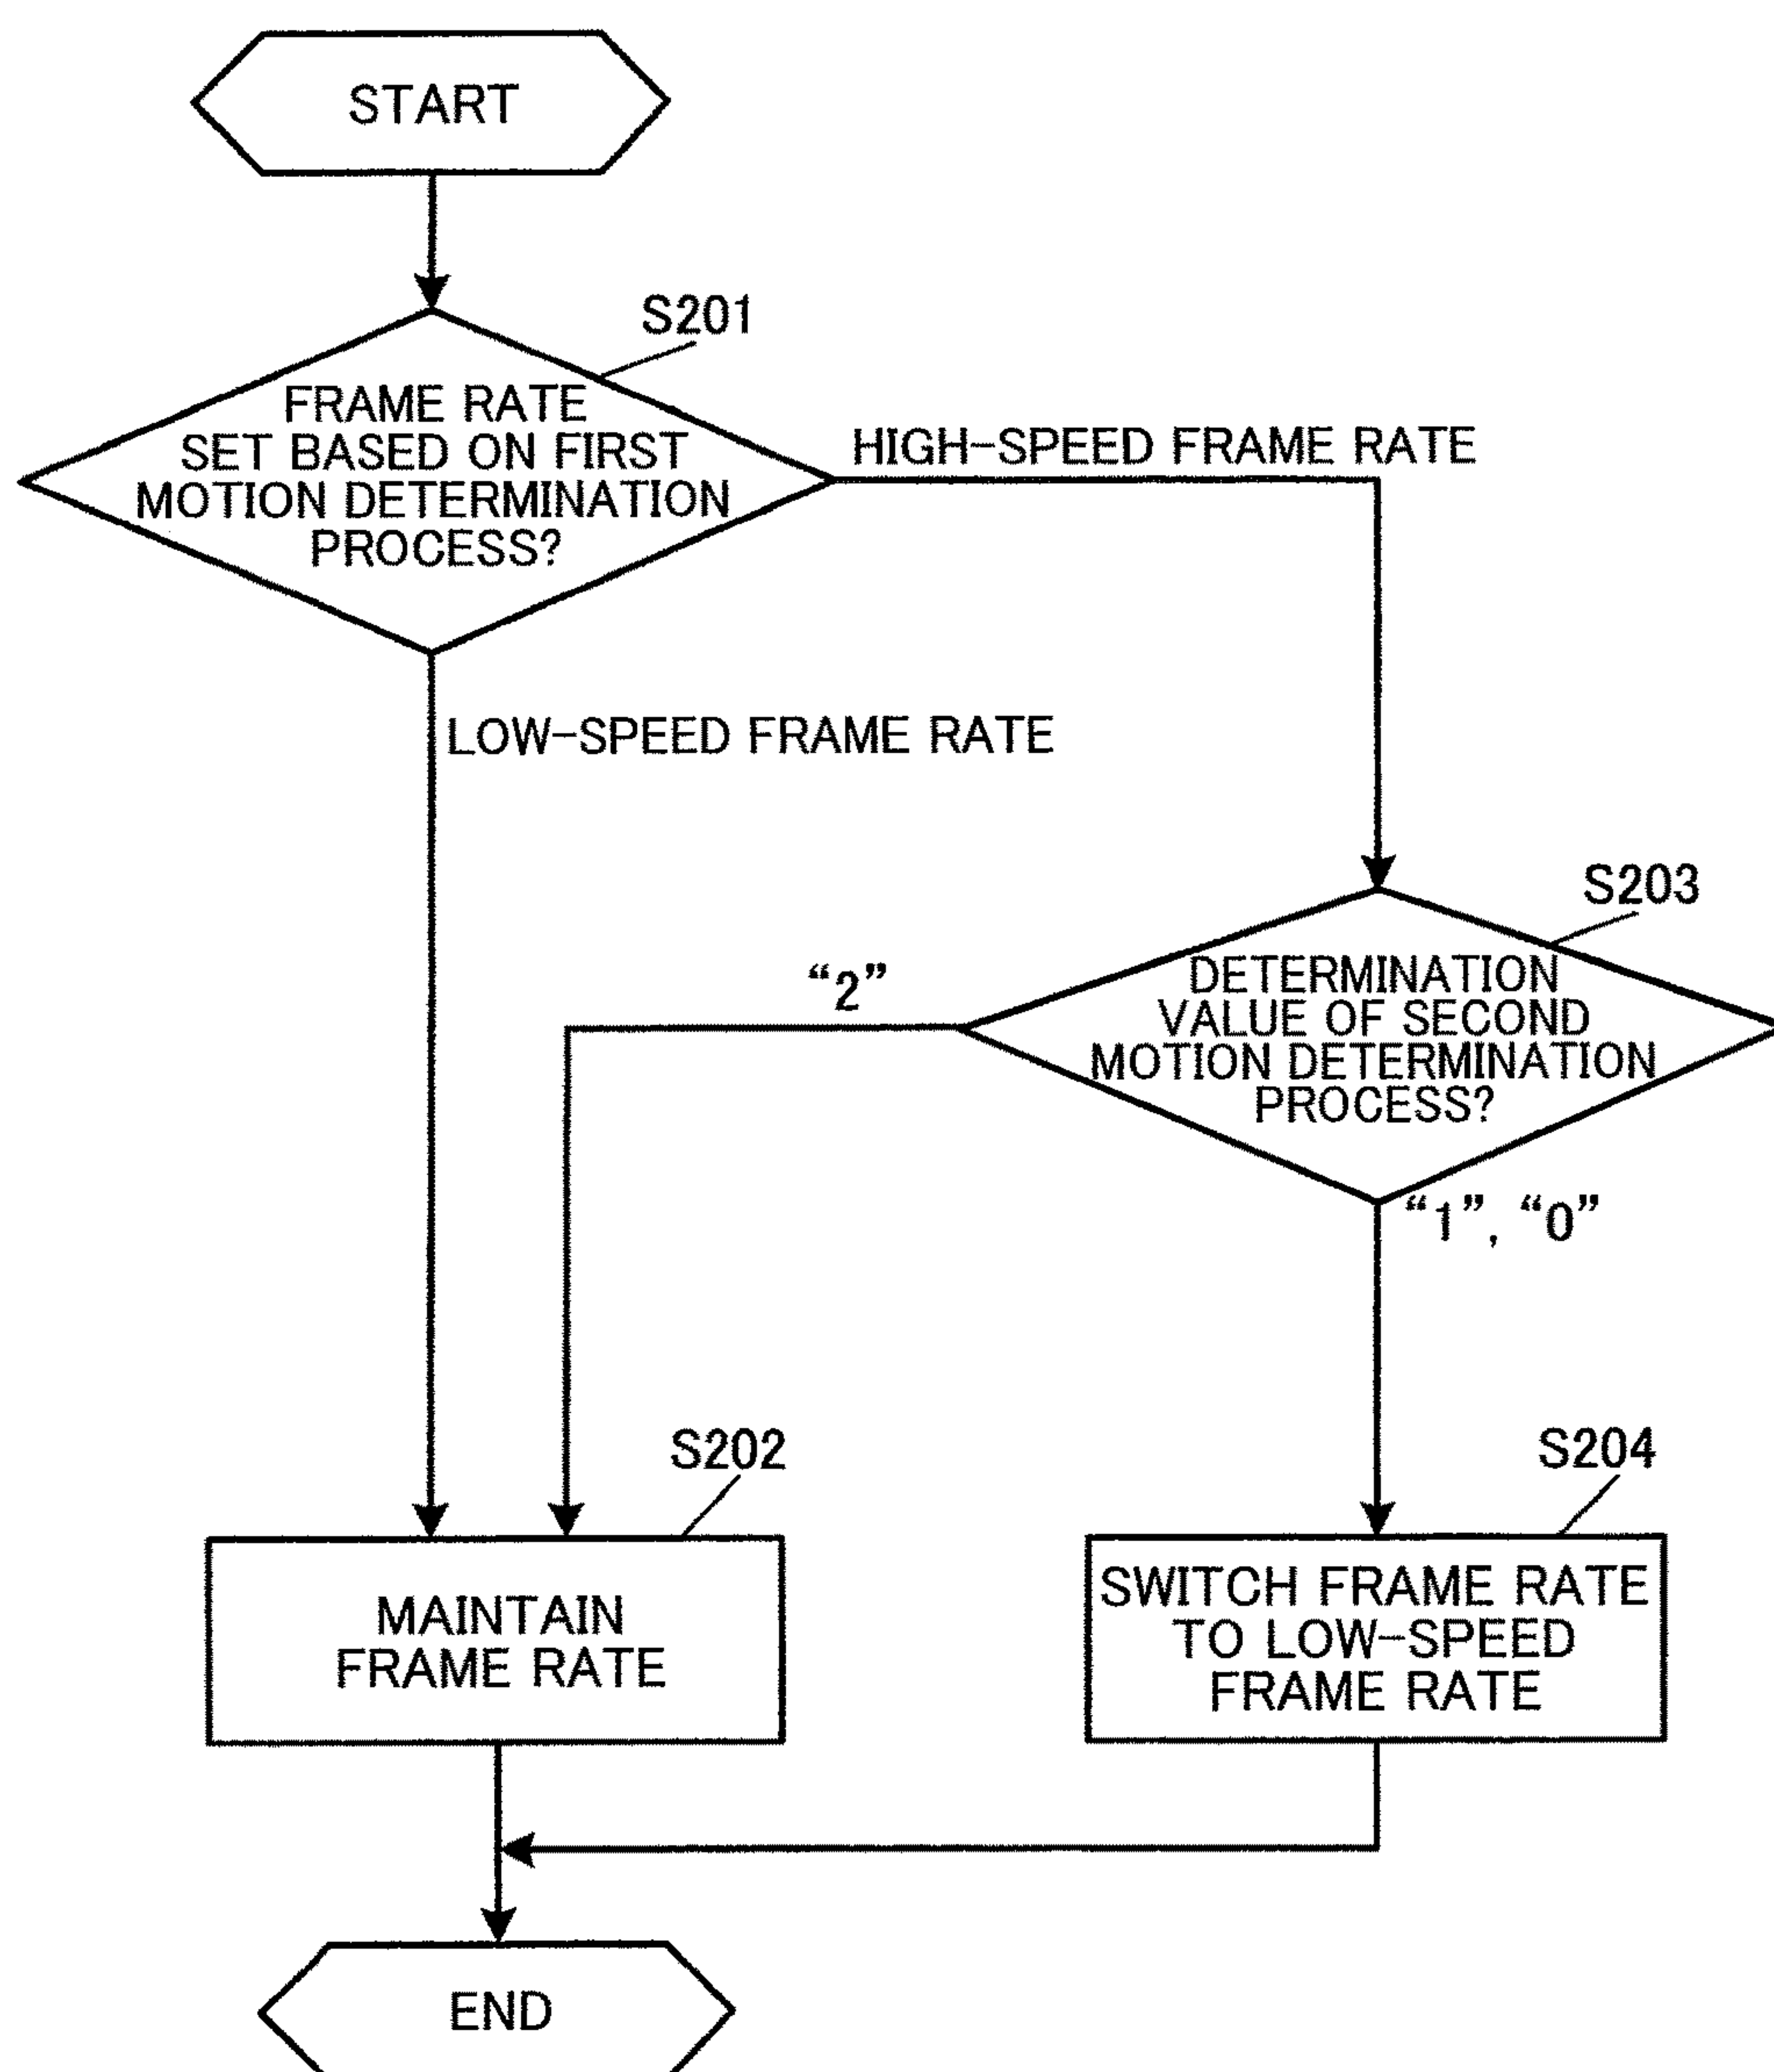 START
S201
FRAME RATE
SET BASED ON FIRST
MOTION DETERMINATION
PROCESS?
HIGH-SPEED FRAME RATE
LOW-SPEED FRAME RATE
S203
DETERMINATION
VALUE OF SECOND
MOTION DETERMINATION
PROCESS?
“2”
“1”, “0”
S202
MAINTAIN
FRAME RATE
S204
SWITCH FRAME RATE
TO LOW-SPEED
FRAME RATE
END